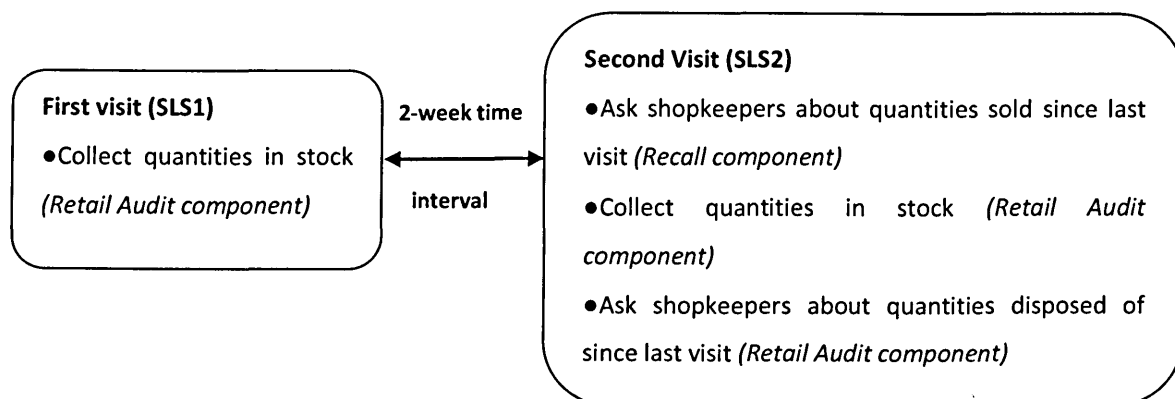 First visit (SLS1)
●Collect quantities in stock
(Retail Audit component)
2-week time
interval
Second Visit (SLS2)
●Ask shopkeepers about quantities sold since last
visit (Recall component)
●Collect quantities in stock (Retail Audit
component)
●Ask shopkeepers about quantities disposed of
since last visit (Retail Audit component)